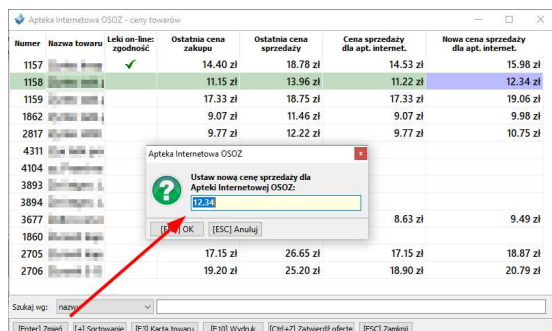 Apteka Internetowa OSOZ - ceny towarów
Numer Nazwa towaru Leki on-line: zgodność Ostatnia cena zakupu Ostatnia cena sprzedaży Cena sprzedaży dla apt. internet. Nowa cena sprzedaży dla apt. internet.
1157 ✓ 14.40 zł 18.78 zł 14.53 zł 15.98 zł
1158 11.15 zł 13.96 zł 11.22 zł 12.34 zł
1159 17.33 zł 18.75 zł 17.33 zł 19.06 zł
1862 9.07 zł 11.46 zł 9.07 zł 9.98 zł
2817 9.77 zł 12.22 zł 9.77 zł 10.75 zł
4311
4104
3893
3894
3677 8.63 zł 9.49 zł
1860
2705 17.15 zł 26.65 zł 17.15 zł 18.87 zł
2706 19.20 zł 25.20 zł 18.90 zł 20.79 zł
Apteka Internetowa OSOZ
Ustaw nową cenę sprzedaży dla
Apteki Internetowej OSOZ:
12.34
OK [ESC] Anuluj
Szukaj wg: nazwy
[Enter] Zmień [+] Sortowanie [F3] Karta towaru [F10] Wydruk [Ctrl+Z] Zatwierdź ofertę [ESC] Zamknij